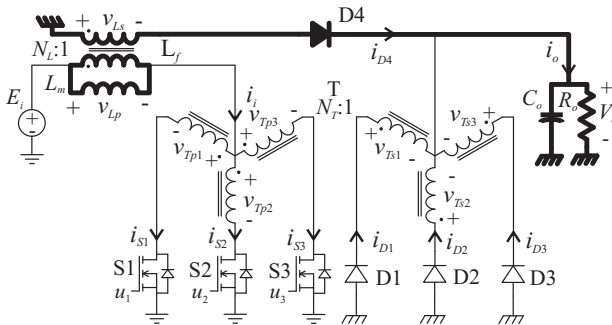 + v_Ls - D4
N_L:1 L_f i_D4 i_o
L_m
+ v_Lp -
E_i + -
i_i T
N_T:1
C_o R_o + V -
- v_Tp1 + v_Tp3 + -
+ v_Ts1 - v_Ts3 - +
+ v_Tp2 -
- v_Ts2 +
i_S1 i_S2 i_S3 i_D1 i_D2 i_D3
S1 S2 S3 D1 D2 D3
u_1 u_2 u_3